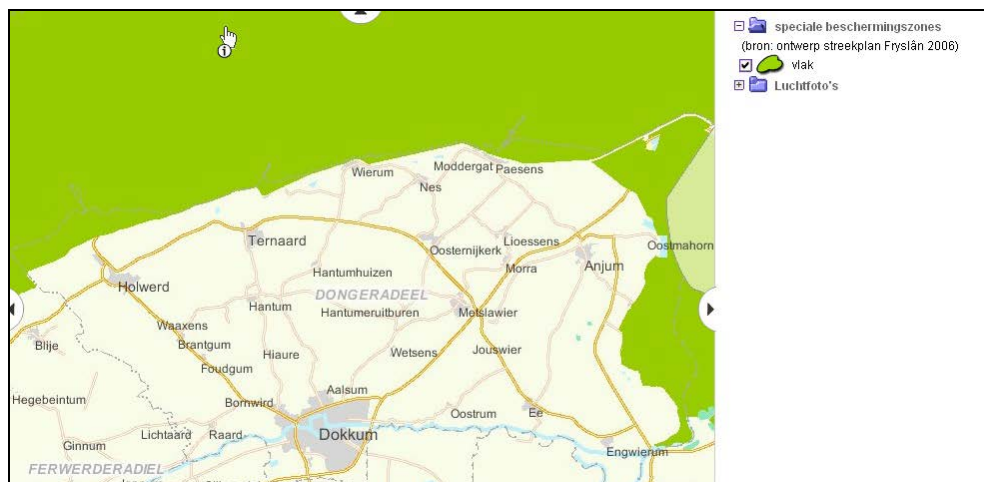 speciale beschermingszones
(bron: ontwerp streekplan Fryslân 2006)
vlak
Luchtfoto's
Wierum
Moddergat
Paesens
Nes
Ternaard
Oosternijkerk
Lioessens
Oostmahorn
Morra
Anjum
Hantumhuizen
Holwerd
DONGERADEEL
Hantum
Hantumeruitburen
Metslawier
Waaxens
Blije
Brantgum
Hiaure
Wetsens
Jouswier
Foudgum
Aalsum
Hegebeintum
Bornwird
Oostrum
Ee
Lichtaard
Raard
Dokkum
Ginnum
Engwierum
FERWERDERADIEL